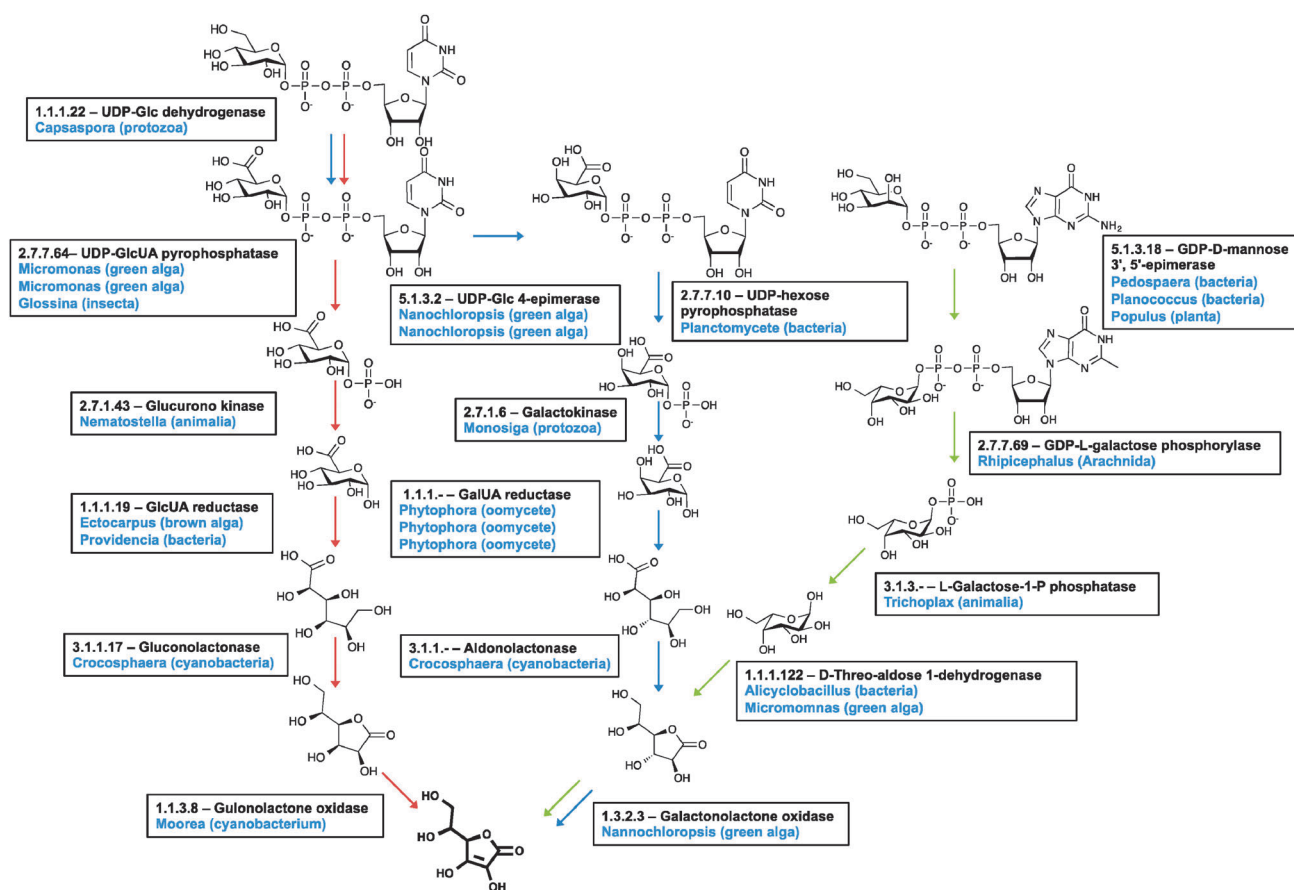 1.1.1.22 – UDP-Glc dehydrogenase
Capsaspora (protozoa)
2.7.7.64– UDP-GlcUA pyrophosphatase
Micromonas (green alga)
Micromonas (green alga)
Glossina (insecta)
5.1.3.2 – UDP-Glc 4-epimerase
Nanochloropsis (green alga)
Nanochloropsis (green alga)
2.7.7.10 – UDP-hexose
pyrophosphatase
Planctomycete (bacteria)
5.1.3.18 – GDP-D-mannose
3', 5'-epimerase
Pedospaera (bacteria)
Planococcus (bacteria)
Populus (planta)
2.7.1.43 – Glucurono kinase
Nematostella (animalia)
2.7.1.6 – Galactokinase
Monosiga (protozoa)
2.7.7.69 – GDP-L-galactose phosphorylase
Rhipicephalus (Arachnida)
1.1.1.19 – GlcUA reductase
Ectocarpus (brown alga)
Providencia (bacteria)
1.1.1.- – GalUA reductase
Phytophora (oomycete)
Phytophora (oomycete)
Phytophora (oomycete)
3.1.3.- – L-Galactose-1-P phosphatase
Trichoplax (animalia)
3.1.1.17 – Gluconolactonase
Crocosphaera (cyanobacteria)
3.1.1.- – Aldonolactonase
Crocosphaera (cyanobacteria)
1.1.1.122 – D-Threo-aldose 1-dehydrogenase
Alicyclobacillus (bacteria)
Micromomnas (green alga)
1.1.3.8 – Gulonolactone oxidase
Moorea (cyanobacterium)
1.3.2.3 – Galactonolactone oxidase
Nannochloropsis (green alga)